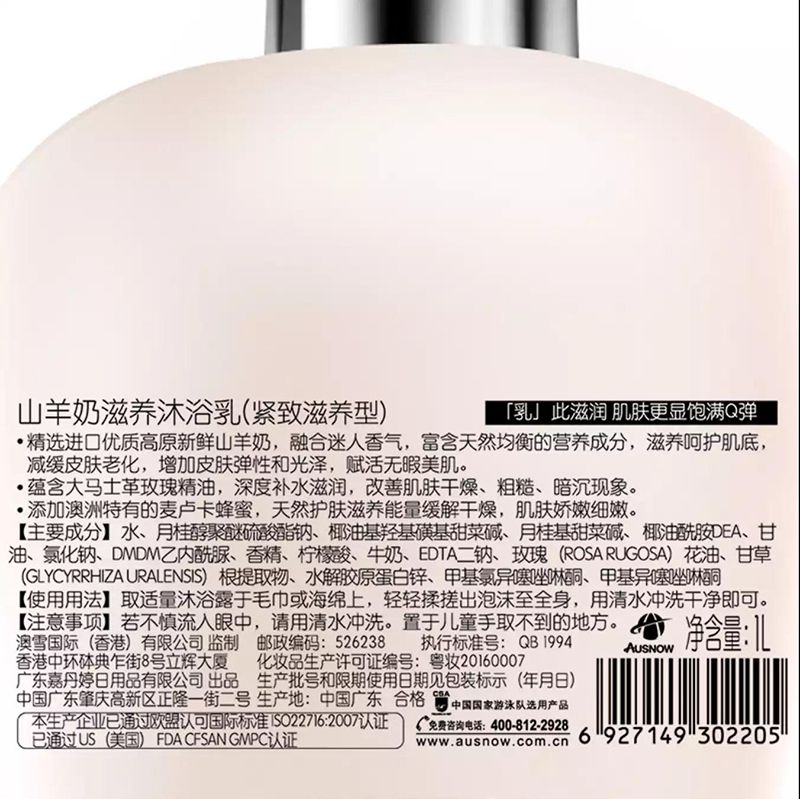 山羊奶滋养沐浴乳(紧致滋养型)
「乳」此滋润 肌肤更显饱满Q弹
•精选进口优质高原新鲜山羊奶，融合迷人香气，富含天然均衡的营养成分，滋养呵护肌底，
减缓皮肤老化，增加皮肤弹性和光泽，赋活无暇美肌。
•蕴含大马士革玫瑰精油，深度补水滋润，改善肌肤干燥、粗糙、暗沉现象。
•添加澳洲特有的麦卢卡蜂蜜，天然护肤滋养能量缓解干燥，肌肤娇嫩细嫩。
【主要成分】水、月桂醇聚醚硫酸酯钠、椰油基羟基磺基甜菜碱、月桂基甜菜碱、椰油酰胺DEA、甘
油、氯化钠、DMDM乙内酰脲、香精、柠檬酸、牛奶、EDTA二钠、玫瑰（ROSA RUGOSA）花油、甘草
(GLYCYRRHIZA URALENSIS）根提取物、水解胶原蛋白锌、甲基氯异噻唑啉酮、甲基异噻唑啉酮
【使用用法】取适量沐浴露于毛巾或海绵上，轻轻揉搓出泡沫至全身，用清水冲洗干净即可。
【注意事项】若不慎流入眼中，请用清水冲洗。置于儿童手取不到的地方。
AUSNOW
净含量：1L
澳雪国际（香港）有限公司 监制 邮政编码：526238 执行标准号：QB 1994
香港中环砵典乍街8号立辉大厦 化妆品生产许可证编号：粤妆20160007
广东嘉丹婷日用品有限公司 出品 生产批号和限期使用日期见包装标示（年月日）
中国广东肇庆高新区正隆一街二号 生产地：中国广东 合格
CSA
中国国家游泳队选用产品
本生产企业已通过欧盟认可国际标准 ISO22716:2007认证
已通过US（美国） FDA CFSAN GMPC认证
免费咨询电话：400-812-2928
www.ausnow.com.cn
6 927149 302205